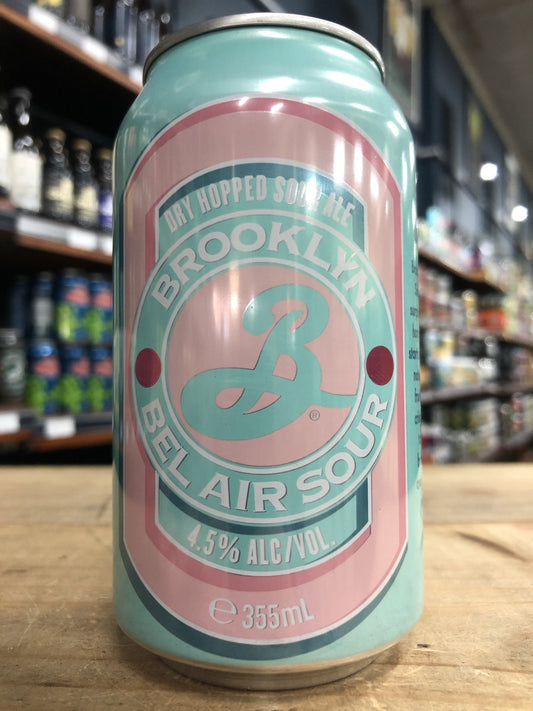 DRY HOPPED SOUR ALE
BROOKLYN
B
®
BEL AIR SOUR
4.5% ALC/VOL.
℮ 355mL